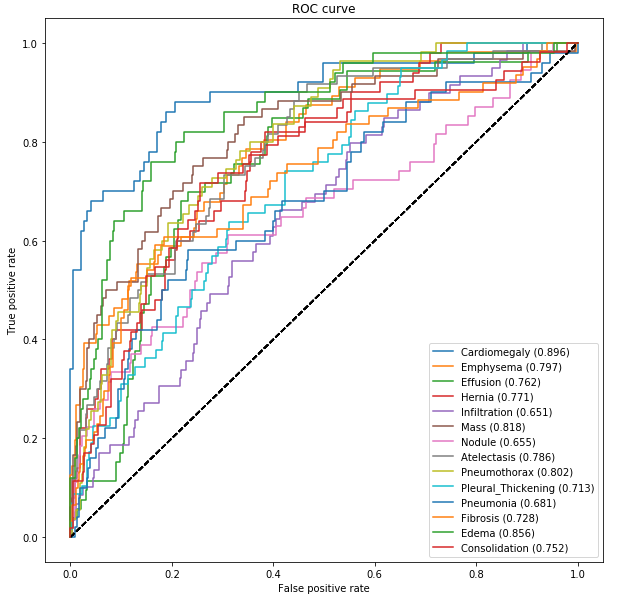 ROC curve
1.0
0.8
0.6
0.4
0.2
0.0
True positive rate
Cardiomegaly (0.896)
Emphysema (0.797)
Effusion (0.762)
Hernia (0.771)
Infiltration (0.651)
Mass (0.818)
Nodule (0.655)
Atelectasis (0.786)
Pneumothorax (0.802)
Pleural_Thickening (0.713)
Pneumonia (0.681)
Fibrosis (0.728)
Edema (0.856)
Consolidation (0.752)
0.0 0.2 0.4 0.6 0.8 1.0
False positive rate